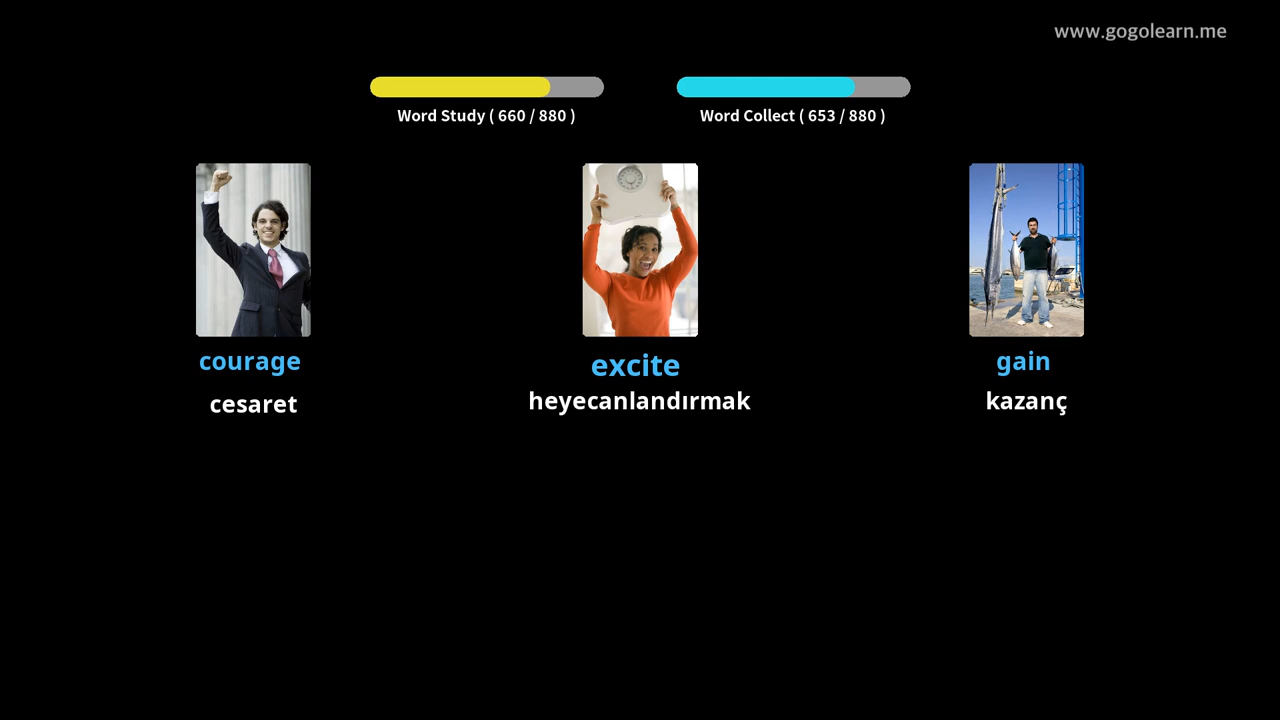 www.gogolearn.me
Word Study ( 660 / 880 )
Word Collect ( 653 / 880 )
courage
excite
gain
cesaret
heyecanlandırmak
kazanç